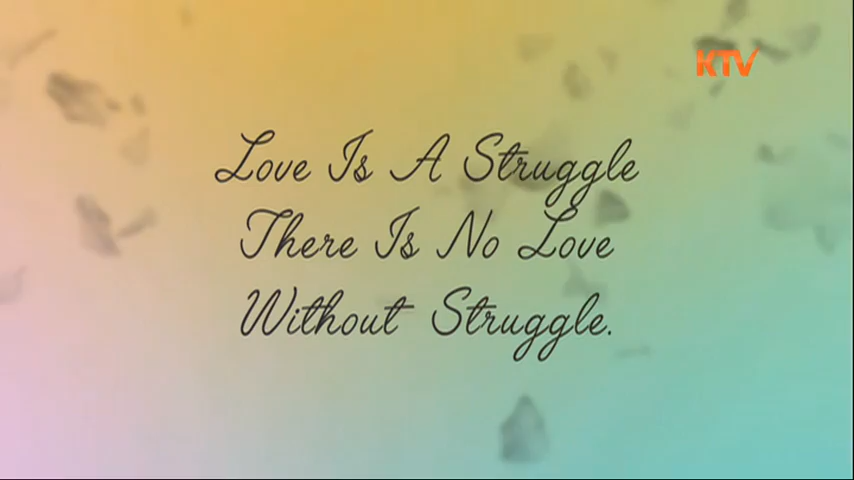 KTV
Love Is A Struggle
There Is No Love
Without Struggle.